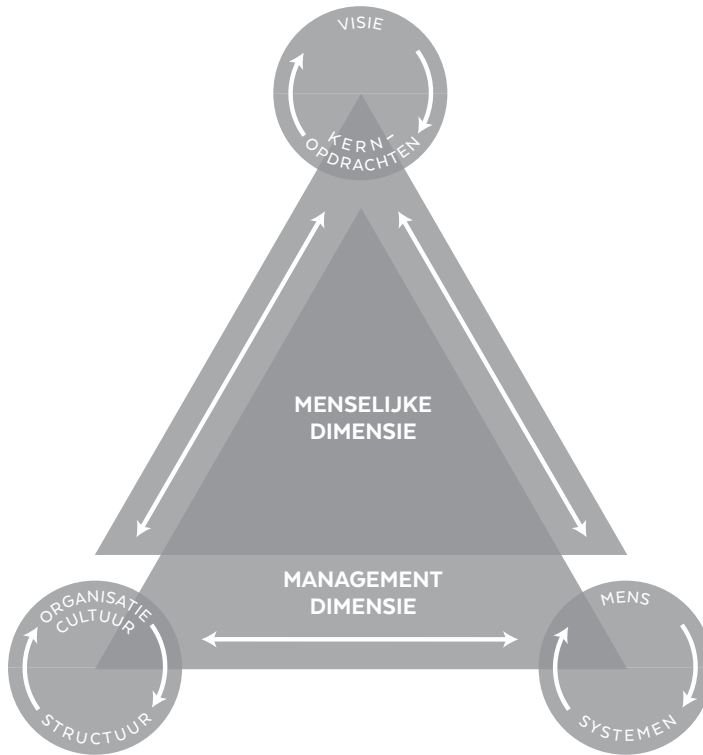 VISIE
KERN-
OPDRACHTEN
MENSELIJKE
DIMENSIE
MANAGEMENT
DIMENSIE
ORGANISATIE
CULTUUR
STRUCTUUR
MENS
SYSTEMEN